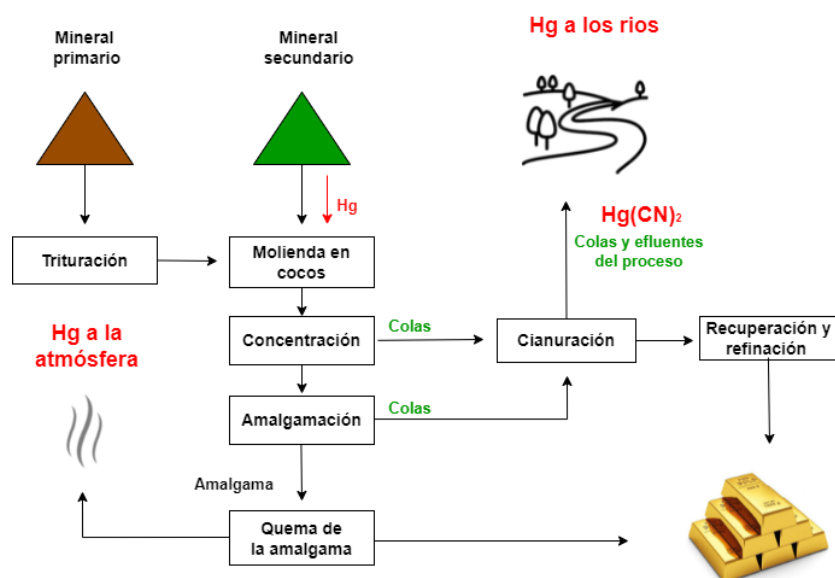 Mineral
primario
Mineral
secundario
Hg a los rios
Hg
Hg(CN)₂
Colas y efluentes
del proceso
Trituración
Molienda en
cocos
Hg a la
atmósfera
Concentración
Colas
Cianuración
Recuperación y
refinación
Amalgamación
Colas
Amalgama
Quema de
la amalgama